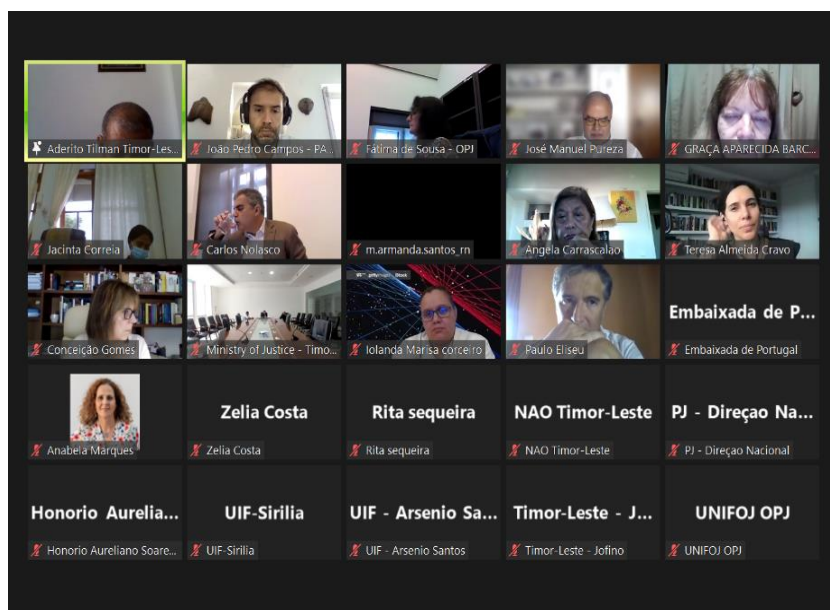 Aderito Tilman Timor-Les...
João Pedro Campos - PA...
Fátima de Sousa - OPJ
José Manuel Pureza
GRAÇA APARECIDA BARC...
Jacinta Correia
Carlos Nolasco
m.armanda.santos_rn
Angela Carrascalao
Teresa Almeida Cravo
Conceição Gomes
Ministry of Justice - Timo...
Iolanda Marisa corceiro
Paulo Eliseu
Embaixada de P...
Embaixada de Portugal
Anabela Marques
Zelia Costa
Zelia Costa
Rita sequeira
Rita sequeira
NAO Timor-Leste
NAO Timor-Leste
PJ - Direçao Na...
PJ - Direçao Nacional
Honorio Aurelia...
Honorio Aureliano Soare...
UIF-Sirilia
UIF-Sirilia
UIF - Arsenio Sa...
UIF - Arsenio Santos
Timor-Leste - J...
Timor-Leste - Jofino
UNIFOJ OPJ
UNIFOJ OPJ